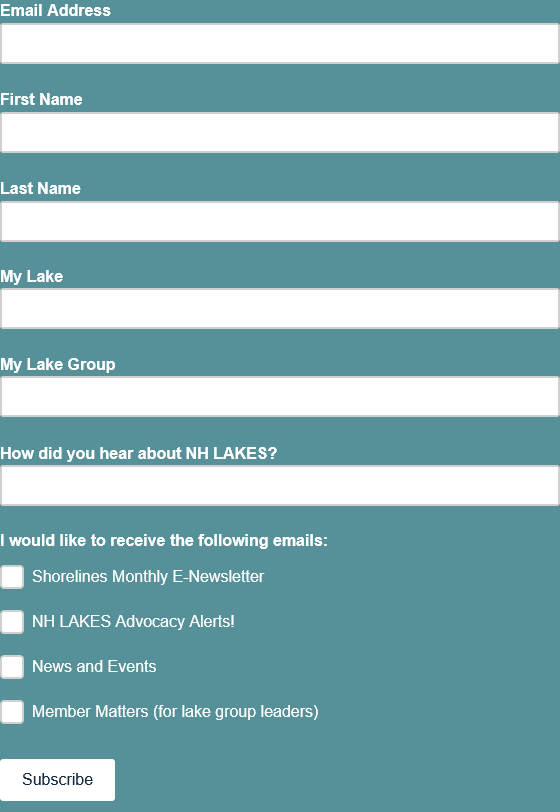 Email Address
First Name
Last Name
My Lake
My Lake Group
How did you hear about NH LAKES?
I would like to receive the following emails:
Shorelines Monthly E-Newsletter
NH LAKES Advocacy Alerts!
News and Events
Member Matters (for lake group leaders)
Subscribe